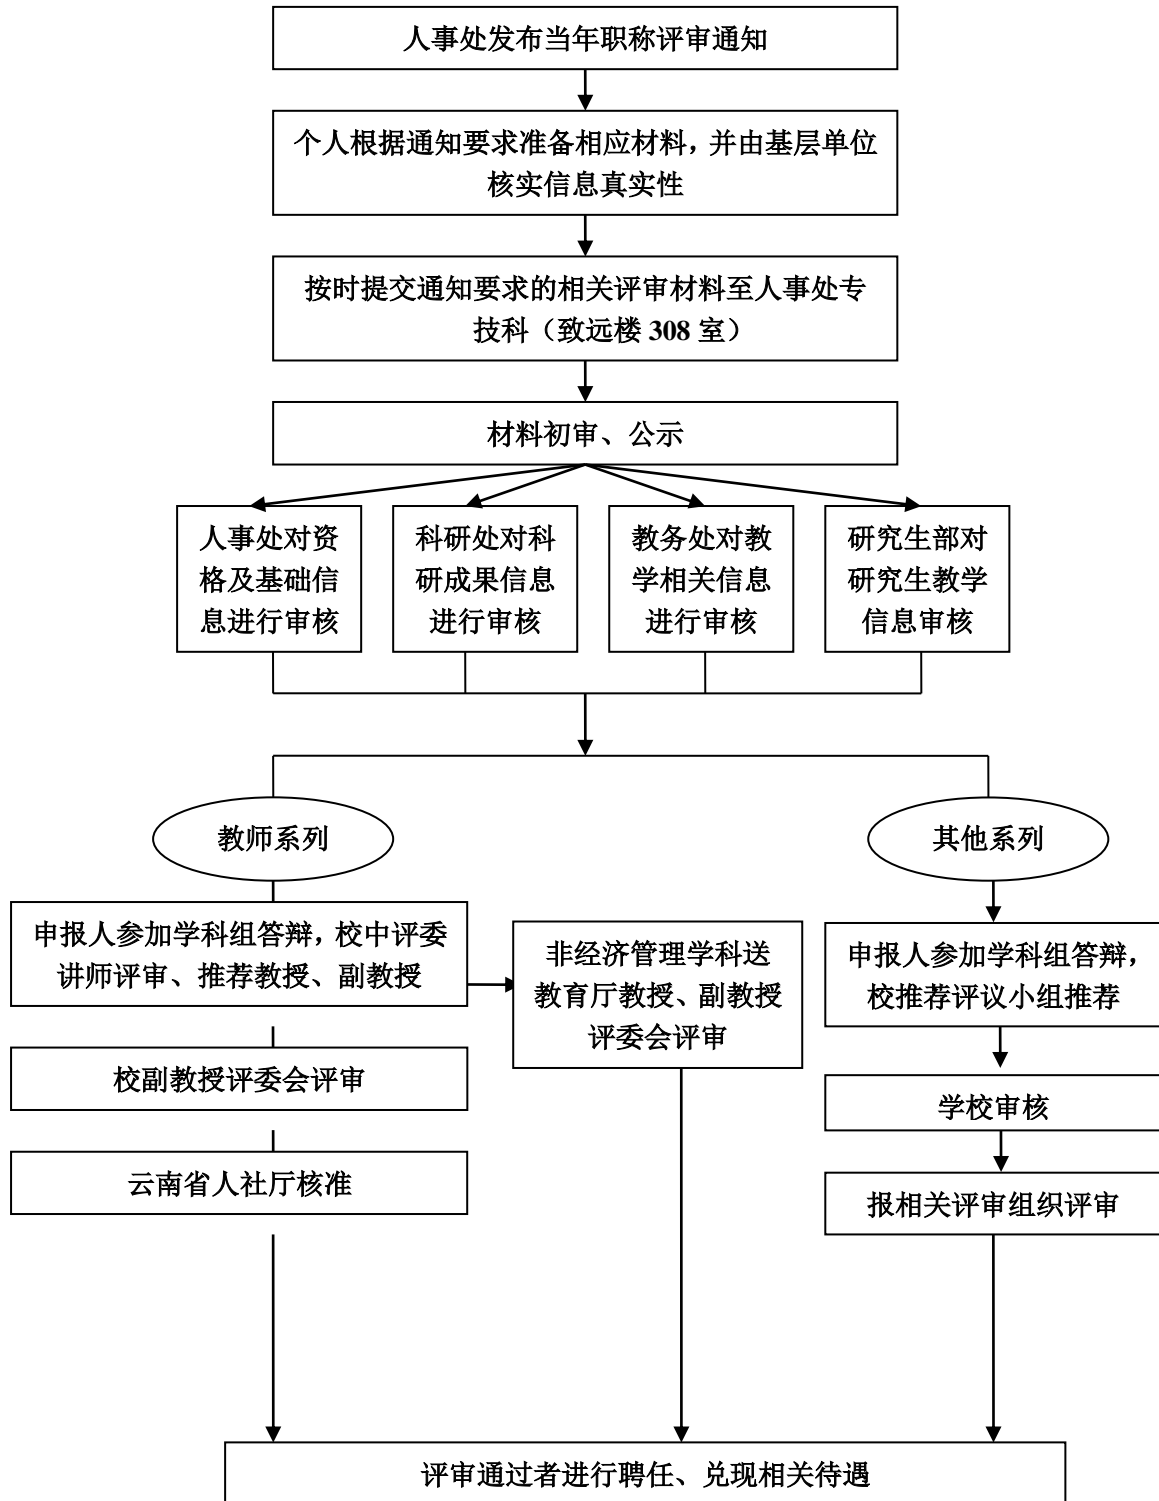 人事处发布当年职称评审通知
个人根据通知要求准备相应材料，并由基层单位
核实信息真实性
按时提交通知要求的相关评审材料至人事处专
技科（致远楼 308 室）
材料初审、公示
人事处对资
格及基础信
息进行审核
科研处对科
研成果信息
进行审核
教务处对教
学相关信息
进行审核
研究生部对
研究生教学
信息审核
教师系列
其他系列
申报人参加学科组答辩，校中评委
讲师评审、推荐教授、副教授
非经济管理学科送
教育厅教授、副教授
评委会评审
申报人参加学科组答辩，
校推荐评议小组推荐
校副教授评委会评审
学校审核
云南省人社厅核准
报相关评审组织评审
评审通过者进行聘任、兑现相关待遇